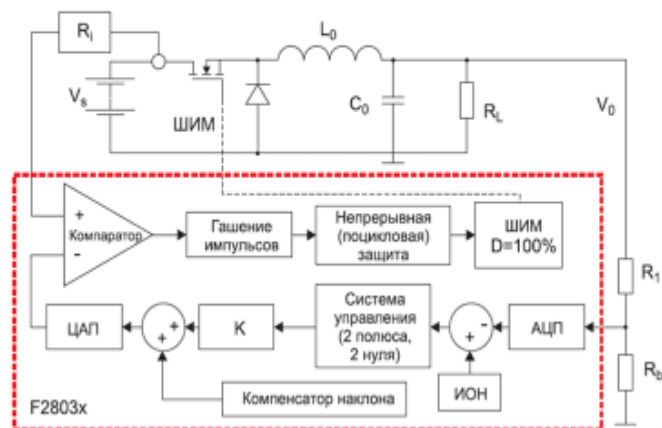 Ri
L0
Vs
C0
RL
V0
ШИМ
+
Компаратор
-
Гашение
импульсов
Непрерывная
(поцикловая)
защита
ШИМ
D=100%
R1
ЦАП
+
+
K
Система
управления
(2 полюса,
2 нуля)
-
+
АЦП
Rb
Компенсатор наклона
ИОН
F2803x